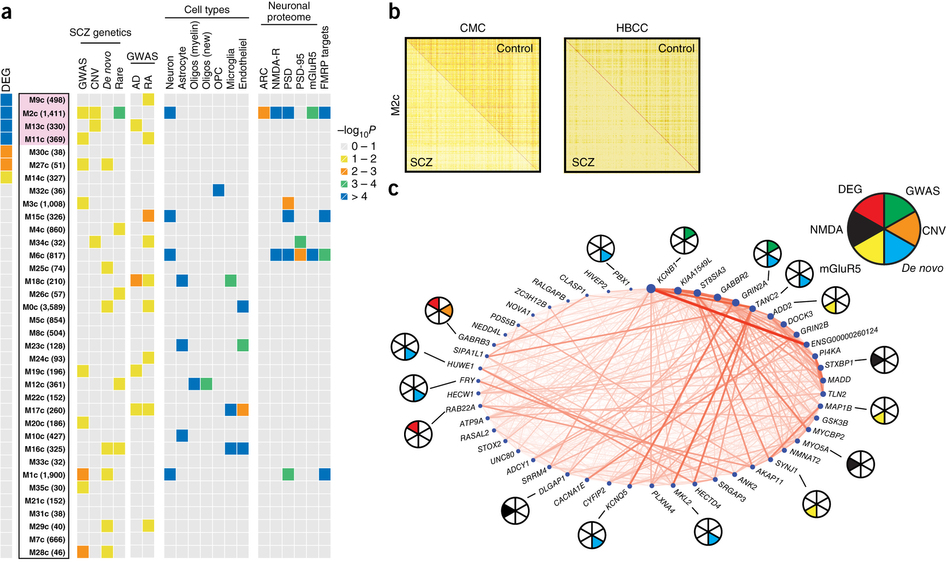 a
SCZ genetics
GWAS
Cell types
Neuronal
proteome
DEG
GWAS
CNV
De novo
Rare
AD
RA
Neuron
Astrocyte
Oligos (myelin)
Oligos (new)
OPC
Microglia
Endotheliel
ARC
NMDA-R
PSD
PSD-95
mGluR5
FMRP targets
M9c (498)
M2c (1,411)
M13c (330)
M11c (369)
M30c (38)
M27c (51)
M14c (327)
M32c (36)
M3c (1,008)
M15c (326)
M4c (860)
M34c (32)
M6c (817)
M25c (74)
M18c (210)
M26c (57)
M0c (3,589)
M5c (854)
M8c (504)
M23c (128)
M24c (93)
M19c (196)
M12c (361)
M22c (152)
M17c (260)
M20c (186)
M10c (427)
M16c (325)
M33c (32)
M1c (1,900)
M35c (30)
M21c (152)
M31c (38)
M29c (40)
M7c (666)
M28c (46)
–log10P
0 – 1
1 – 2
2 – 3
3 – 4
> 4
b
CMC
HBCC
M2c
Control
SCZ
Control
SCZ
c
DEG
GWAS
NMDA
CNV
mGluR5
De novo
KCNB1
KIAA1549L
ST8SIA3
GABBR2
GRIN2A
TANC2
ADD2
DOCK3
GRIN2B
ENSG00000260124
PI4KA
STXBP1
MADD
TLN2
MAP1B
GSK3B
MYCBP2
MYO5A
NMNAT2
SYNJ1
AKAP11
ANK2
SRGAP3
HECTD4
MKL2
PLXNA4
KCNQ5
CYFIP2
CACNA1E
DLGAP1
SRRM4
ADCY1
UNC80
STOX2
RASAL2
ATP9A
RAB22A
HECW1
FRY
HUWE1
SIPA1L1
GABRB3
NEDD4L
PDS5B
NOVA1
ZC3H12B
RALGAPB
CLASP1
HIVEP2
PBX1